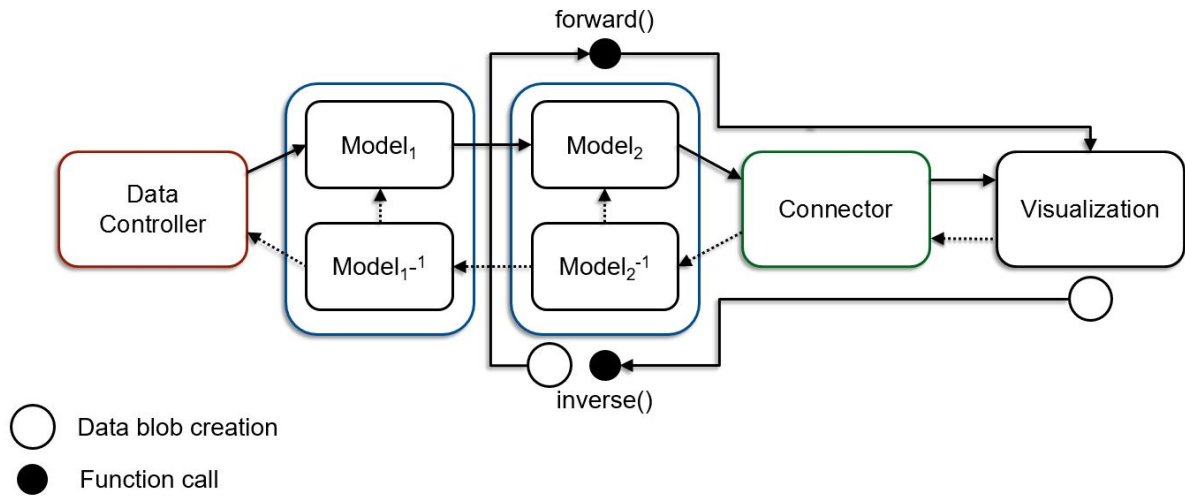 forward()
Model₁
Model₂
Data
Controller
Connector
Visualization
Model₁-¹
Model₂⁻¹
inverse()
Data blob creation
Function call